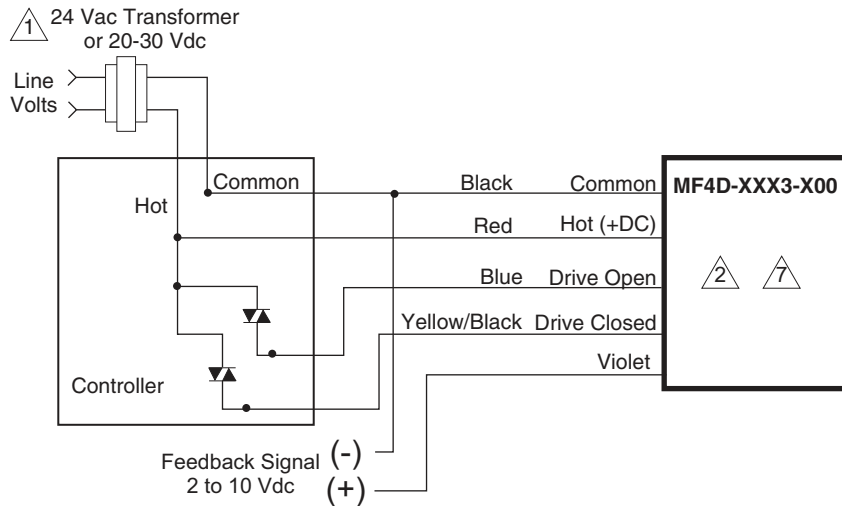 1 24 Vac Transformer
or 20-30 Vdc
Line
Volts
Common
Hot
Controller
Black Common
Red Hot (+DC)
Blue Drive Open
Yellow/Black Drive Closed
Violet
MF4D-XXX3-X00
2 7
Feedback Signal (-)
2 to 10 Vdc (+)